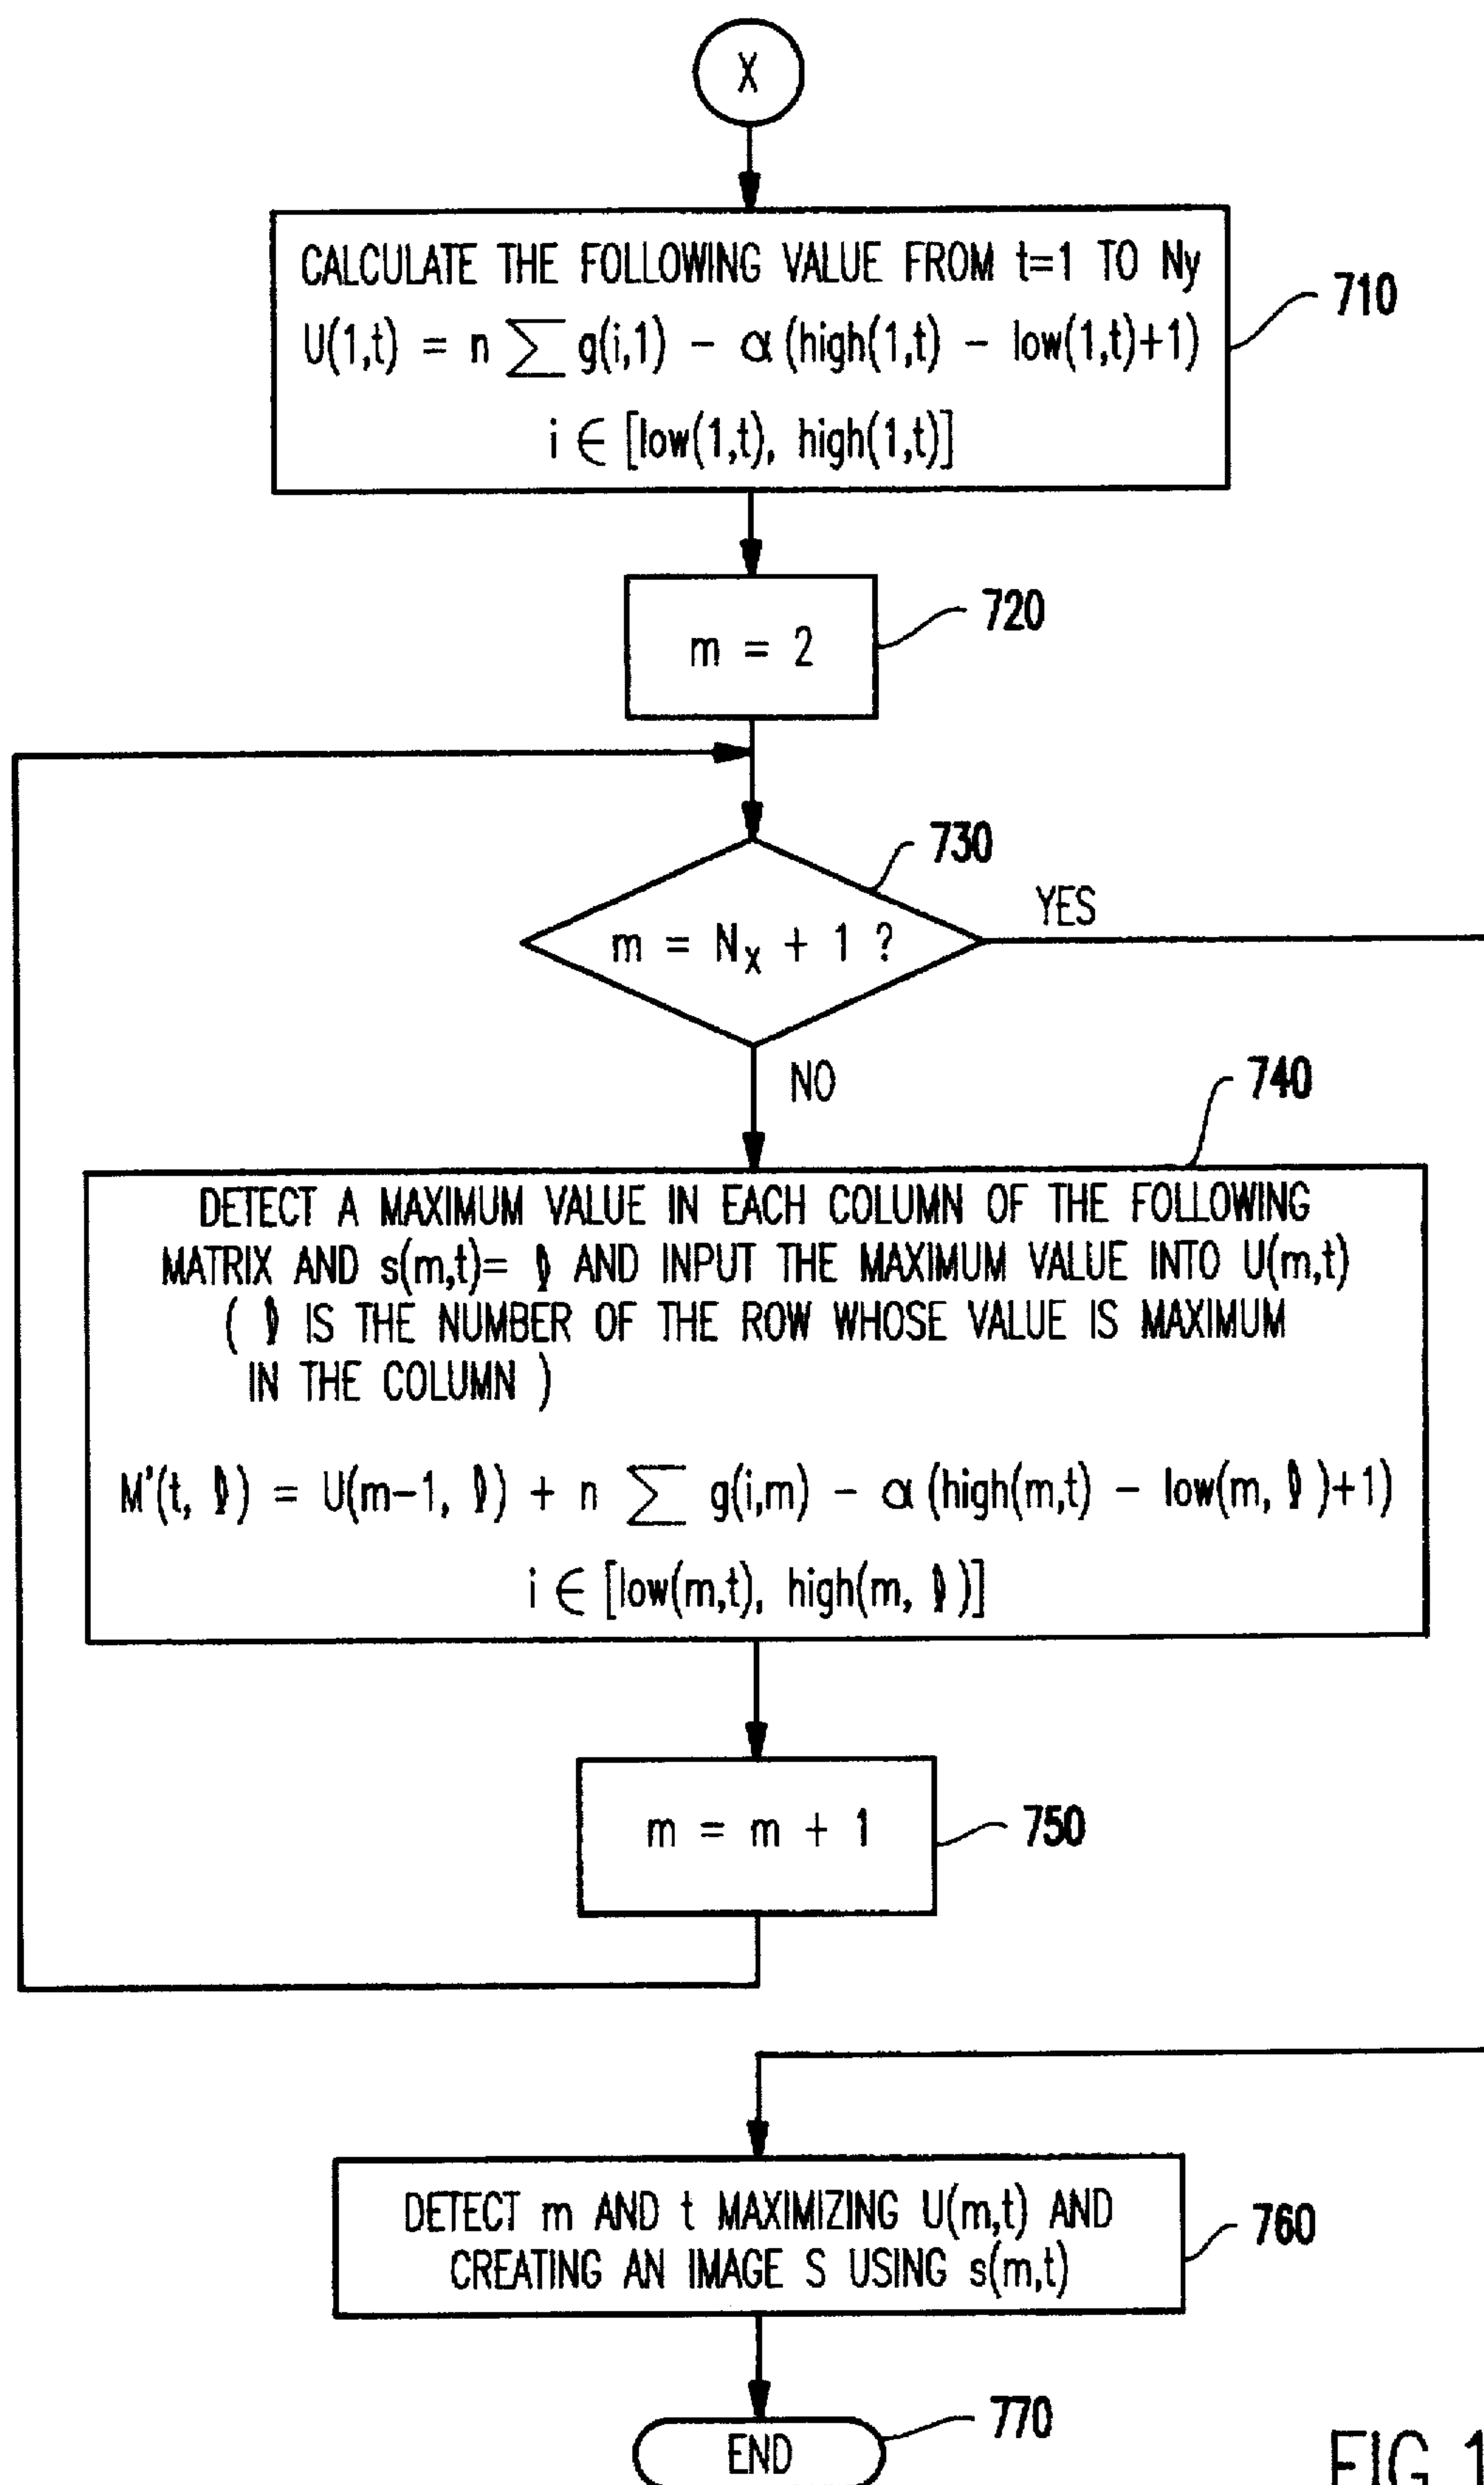 X
CALCULATE THE FOLLOWING VALUE FROM t=1 TO Ny
U(1,t) = n ∑ g(i,1) − α (high(1,t) − low(1,t)+1)
i ∈ [low(1,t), high(1,t)]
710
m = 2
720
730
m = Nx + 1 ?
YES
NO
740
DETECT A MAXIMUM VALUE IN EACH COLUMN OF THE FOLLOWING
MATRIX AND s(m,t)= AND INPUT THE MAXIMUM VALUE INTO U(m,t)
( IS THE NUMBER OF THE ROW WHOSE VALUE IS MAXIMUM
IN THE COLUMN )
M'(t, ) = U(m−1, ) + n ∑ g(i,m) − α (high(m,t) − low(m, )+1)
i ∈ [low(m,t), high(m, )]
m = m + 1
750
DETECT m AND t MAXIMIZING U(m,t) AND
CREATING AN IMAGE S USING s(m,t)
760
END
770
FIG 1